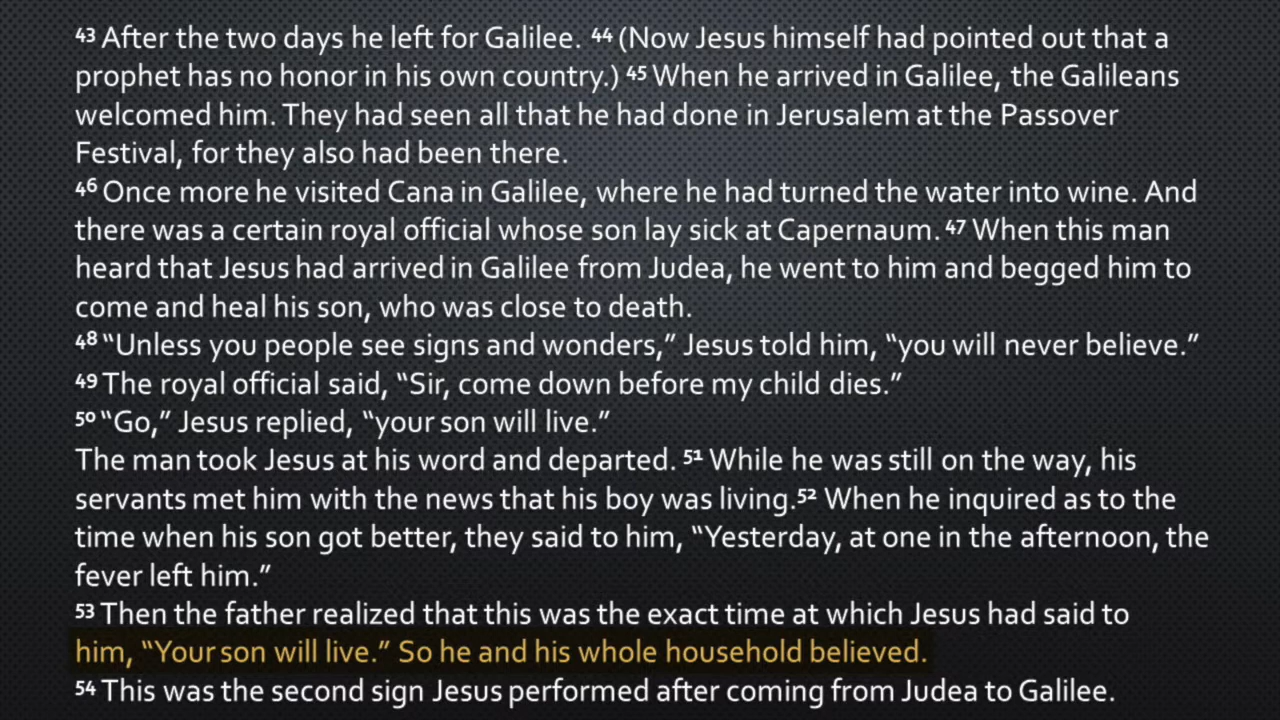 43 After the two days he left for Galilee. 44 (Now Jesus himself had pointed out that a
prophet has no honor in his own country.) 45 When he arrived in Galilee, the Galileans
welcomed him. They had seen all that he had done in Jerusalem at the Passover
Festival, for they also had been there.
46 Once more he visited Cana in Galilee, where he had turned the water into wine. And
there was a certain royal official whose son lay sick at Capernaum. 47 When this man
heard that Jesus had arrived in Galilee from Judea, he went to him and begged him to
come and heal his son, who was close to death.
48 “Unless you people see signs and wonders,” Jesus told him, “you will never believe.”
49 The royal official said, “Sir, come down before my child dies.”
50 “Go,” Jesus replied, “your son will live.”
The man took Jesus at his word and departed. 51 While he was still on the way, his
servants met him with the news that his boy was living.52 When he inquired as to the
time when his son got better, they said to him, “Yesterday, at one in the afternoon, the
fever left him.”
53 Then the father realized that this was the exact time at which Jesus had said to
him, “Your son will live.” So he and his whole household believed.
54 This was the second sign Jesus performed after coming from Judea to Galilee.